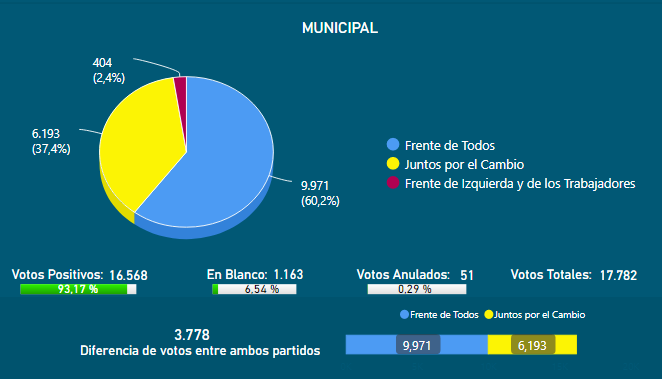 MUNICIPAL
404
(2,4%)
6.193
(37,4%)
9.971
(60,2%)
Frente de Todos
Juntos por el Cambio
Frente de Izquierda y de los Trabajadores
Votos Positivos: 16.568
93,17 %
En Blanco: 1.163
6,54 %
Votos Anulados: 51
0,29 %
Votos Totales: 17.782
Frente de Todos Juntos por el Cambio
3.778
Diferencia de votos entre ambos partidos
9,971 6,193